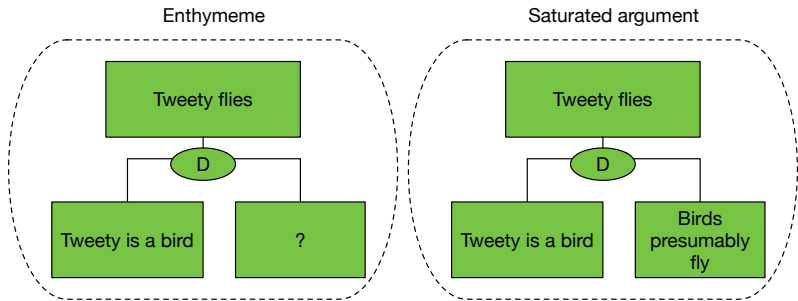 Enthymeme
Saturated argument
Tweety flies
Tweety flies
D
D
Tweety is a bird
?
Tweety is a bird
Birds
presumably
fly